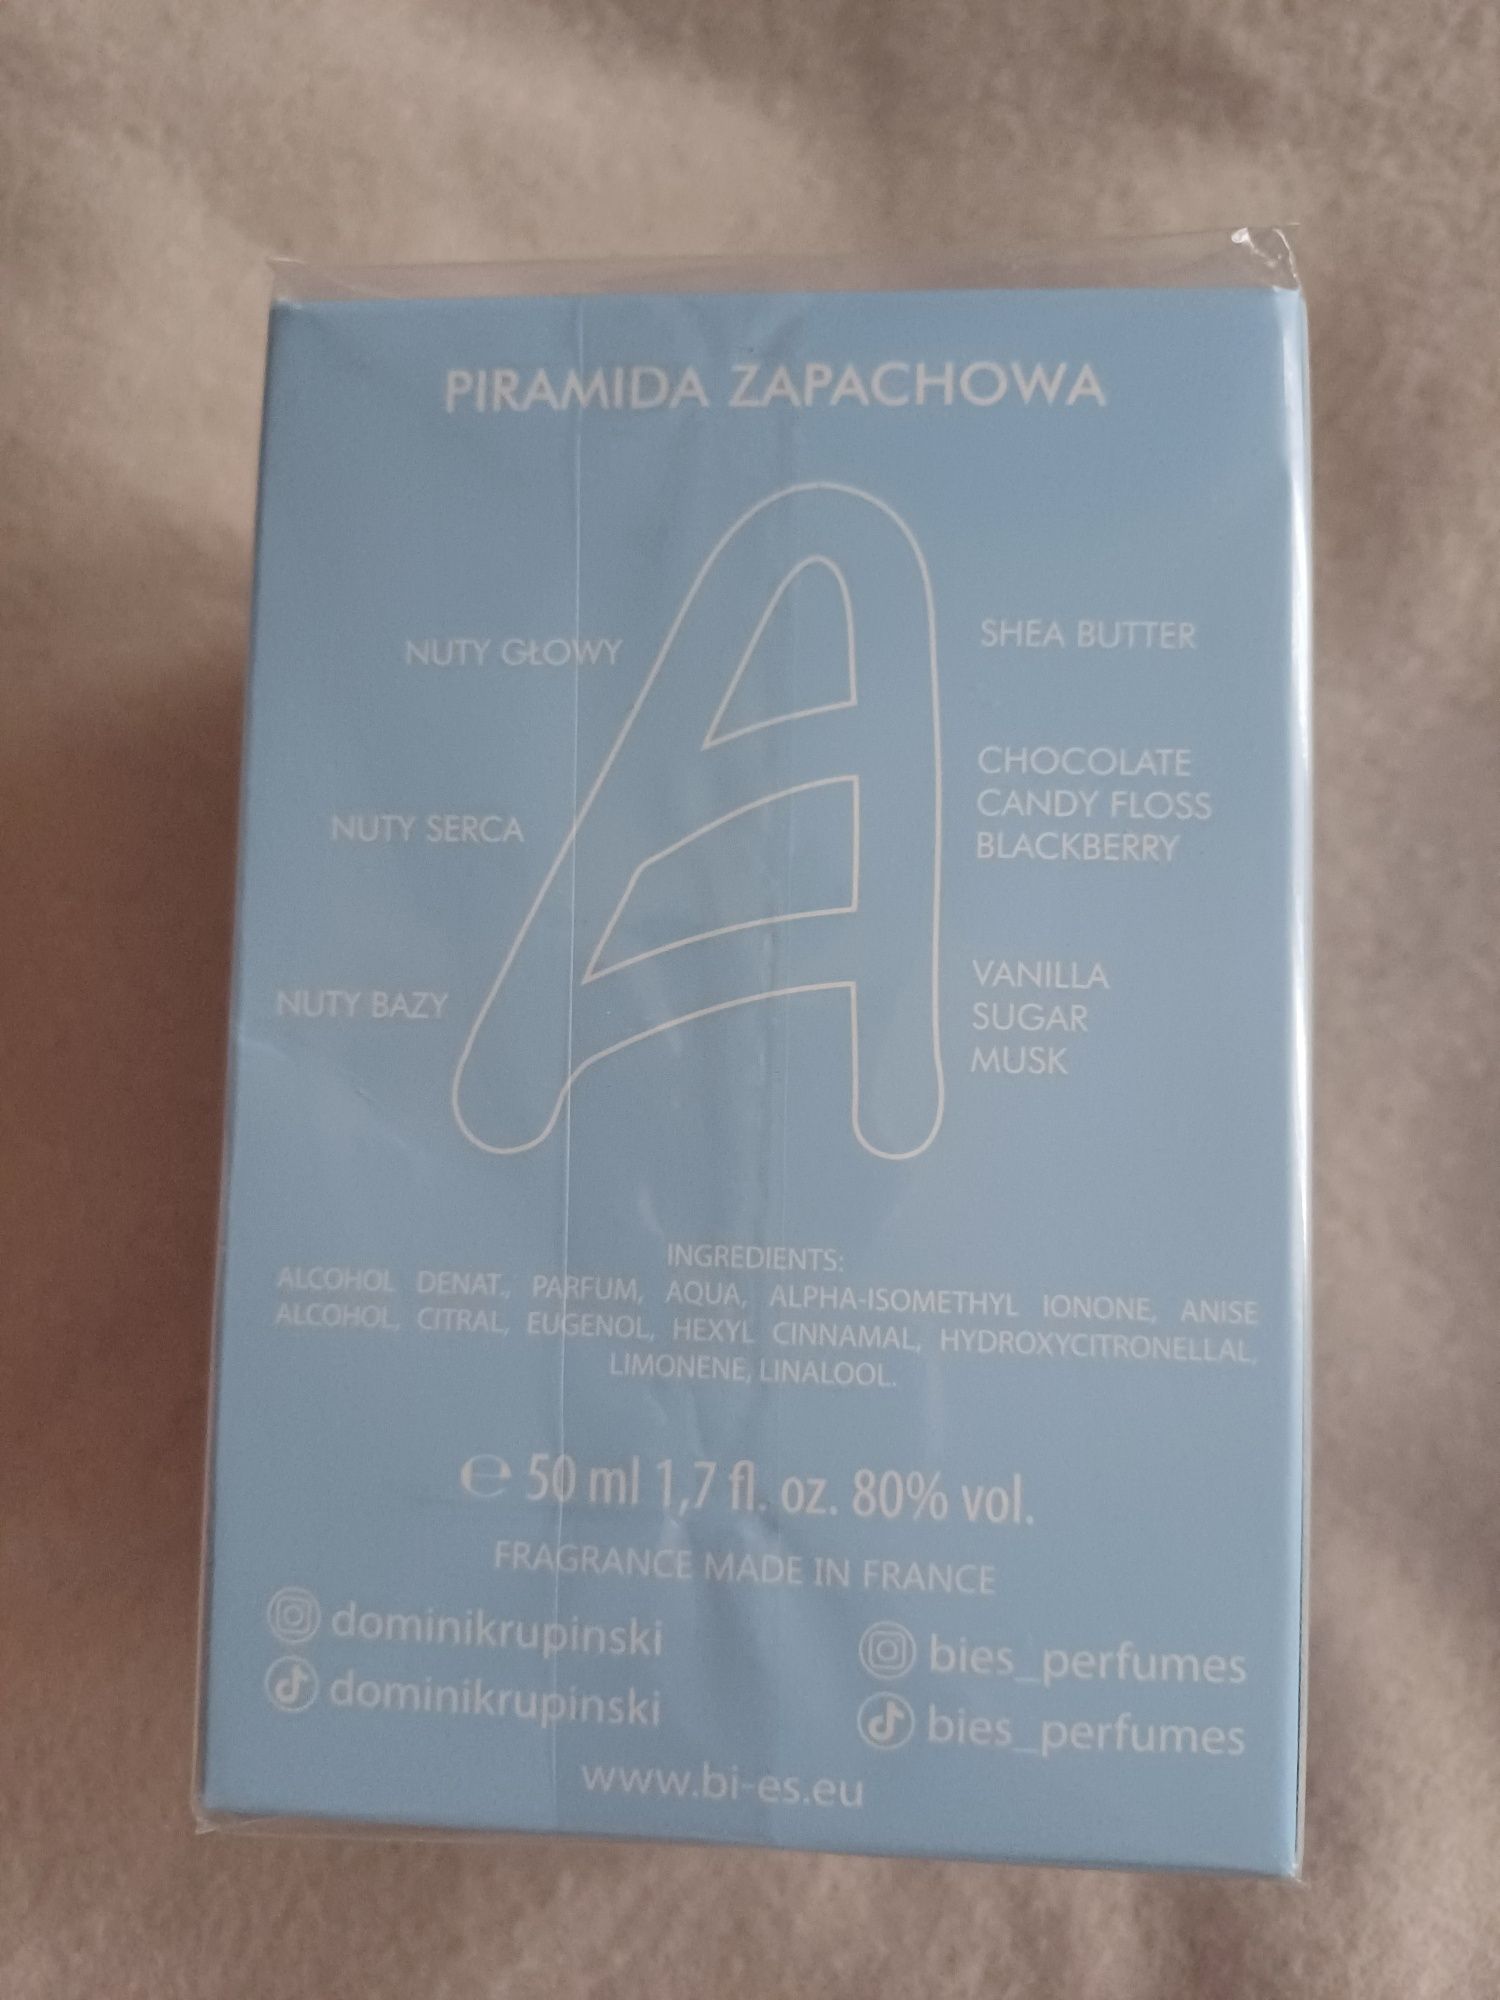 PIRAMIDA ZAPACHOWA
NUTY GŁOWY
SHEA BUTTER
NUTY SERCA
CHOCOLATE
CANDY FLOSS
BLACKBERRY
NUTY BAZY
VANILLA
SUGAR
MUSK
INGREDIENTS:
ALCOHOL DENAT., PARFUM, AQUA, ALPHA-ISOMETHYL IONONE, ANISE
ALCOHOL, CITRAL, EUGENOL, HEXYL CINNAMAL, HYDROXYCITRONELLAL,
LIMONENE, LINALOOL.
℮ 50 ml 1,7 fl. oz. 80% vol.
FRAGRANCE MADE IN FRANCE
dominikrupinski
bies_perfumes
dominikrupinski
bies_perfumes
www.bi-es.eu